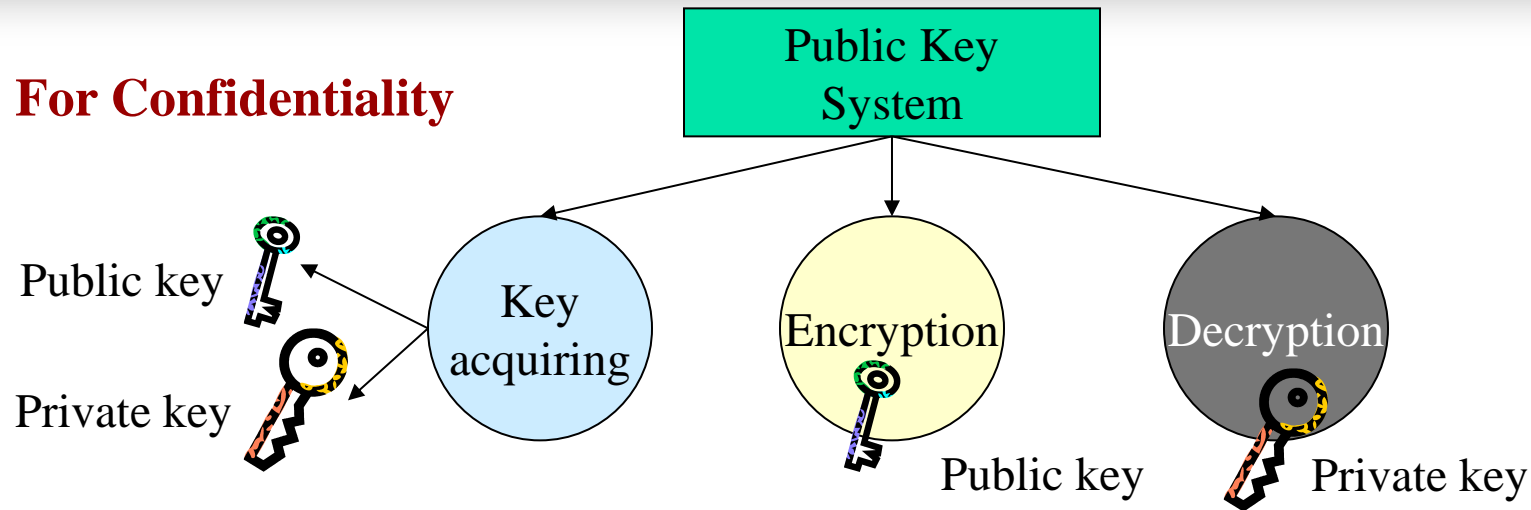 Public Key
System
For Confidentiality
Public key
Key
acquiring
Encryption
Decryption
Private key
Public key
Private key